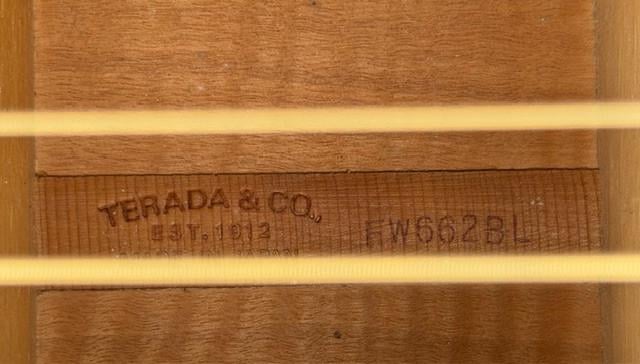 TERADA & CO.,
EST. 1912
FW662BL